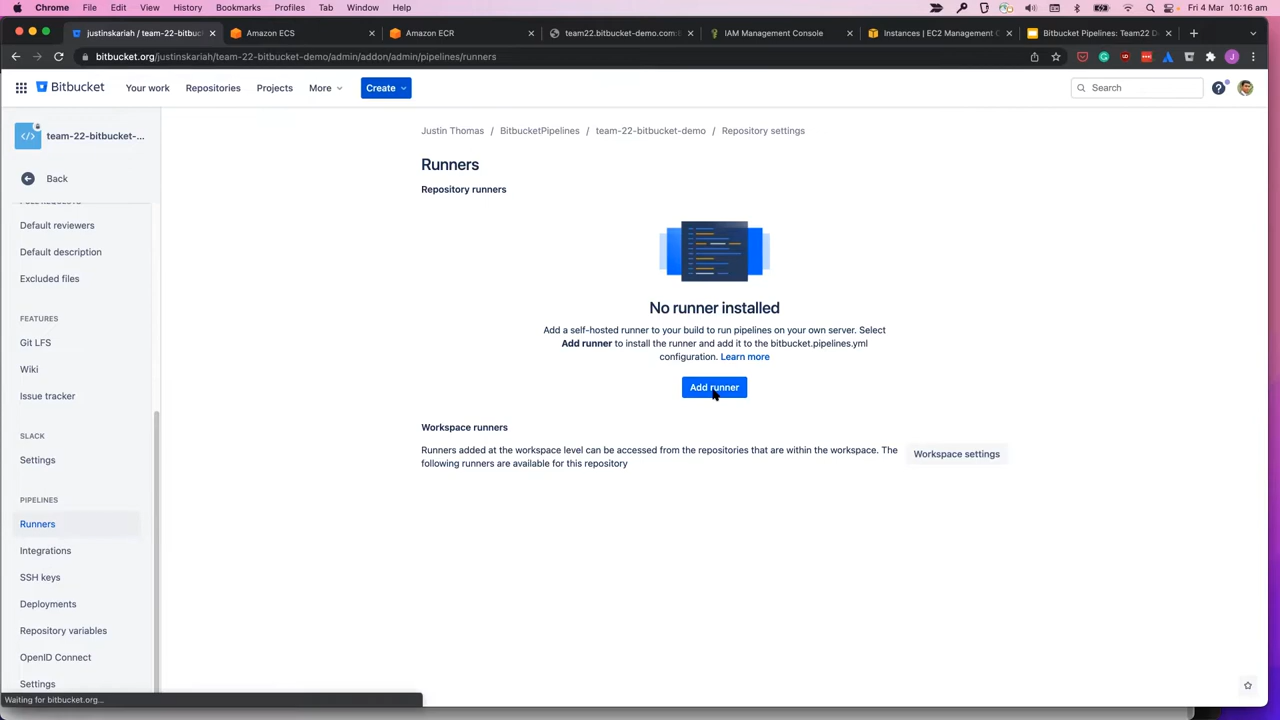 Chrome File Edit View History Bookmarks Profiles Tab Window Help Fri 4 Mar 10:16 am
justinskariah / team-22-bitbuc Amazon ECS Amazon ECR team22.bitbucket-demo.com:8 IAM Management Console Instances | EC2 Management C Bitbucket Pipelines: Team22 D
bitbucket.org/justinskariah/team-22-bitbucket-demo/admin/addon/admin/pipelines/runners
Bitbucket Your work Repositories Projects More Create Search
team-22-bitbucket-...
Back
Default reviewers
Default description
Excluded files
FEATURES
Git LFS
Wiki
Issue tracker
SLACK
Settings
PIPELINES
Runners
Integrations
SSH keys
Deployments
Repository variables
OpenID Connect
Settings
Waiting for bitbucket.org...
Justin Thomas / BitbucketPipelines / team-22-bitbucket-demo / Repository settings
Runners
Repository runners
No runner installed
Add a self-hosted runner to your build to run pipelines on your own server. Select
Add runner to install the runner and add it to the bitbucket.pipelines.yml
configuration. Learn more
Add runner
Workspace runners
Runners added at the workspace level can be accessed from the repositories that are within the workspace. The
following runners are available for this repository
Workspace settings